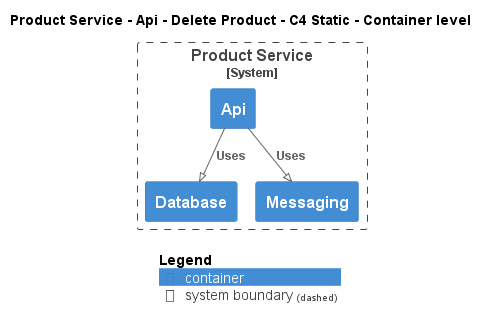 Product Service - Api - Delete Product - C4 Static - Container level
Product Service
[System]
Api
Uses Uses
Database Messaging
Legend
container
system boundary (dashed)